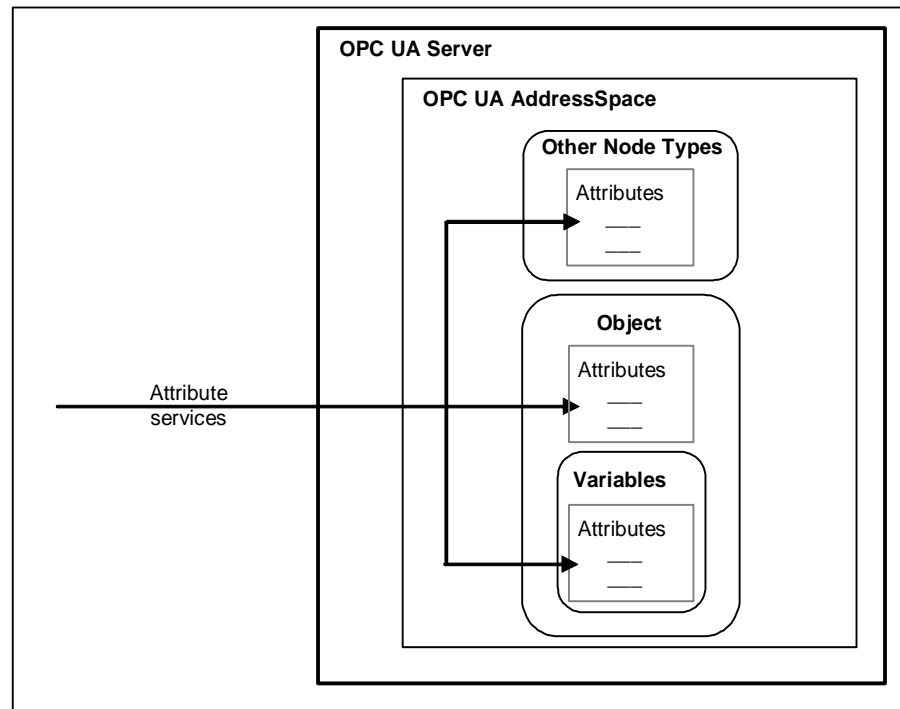 OPC UA Server
OPC UA AddressSpace
Other Node Types
Attributes
Object
Attributes
Attribute
services
Variables
Attributes